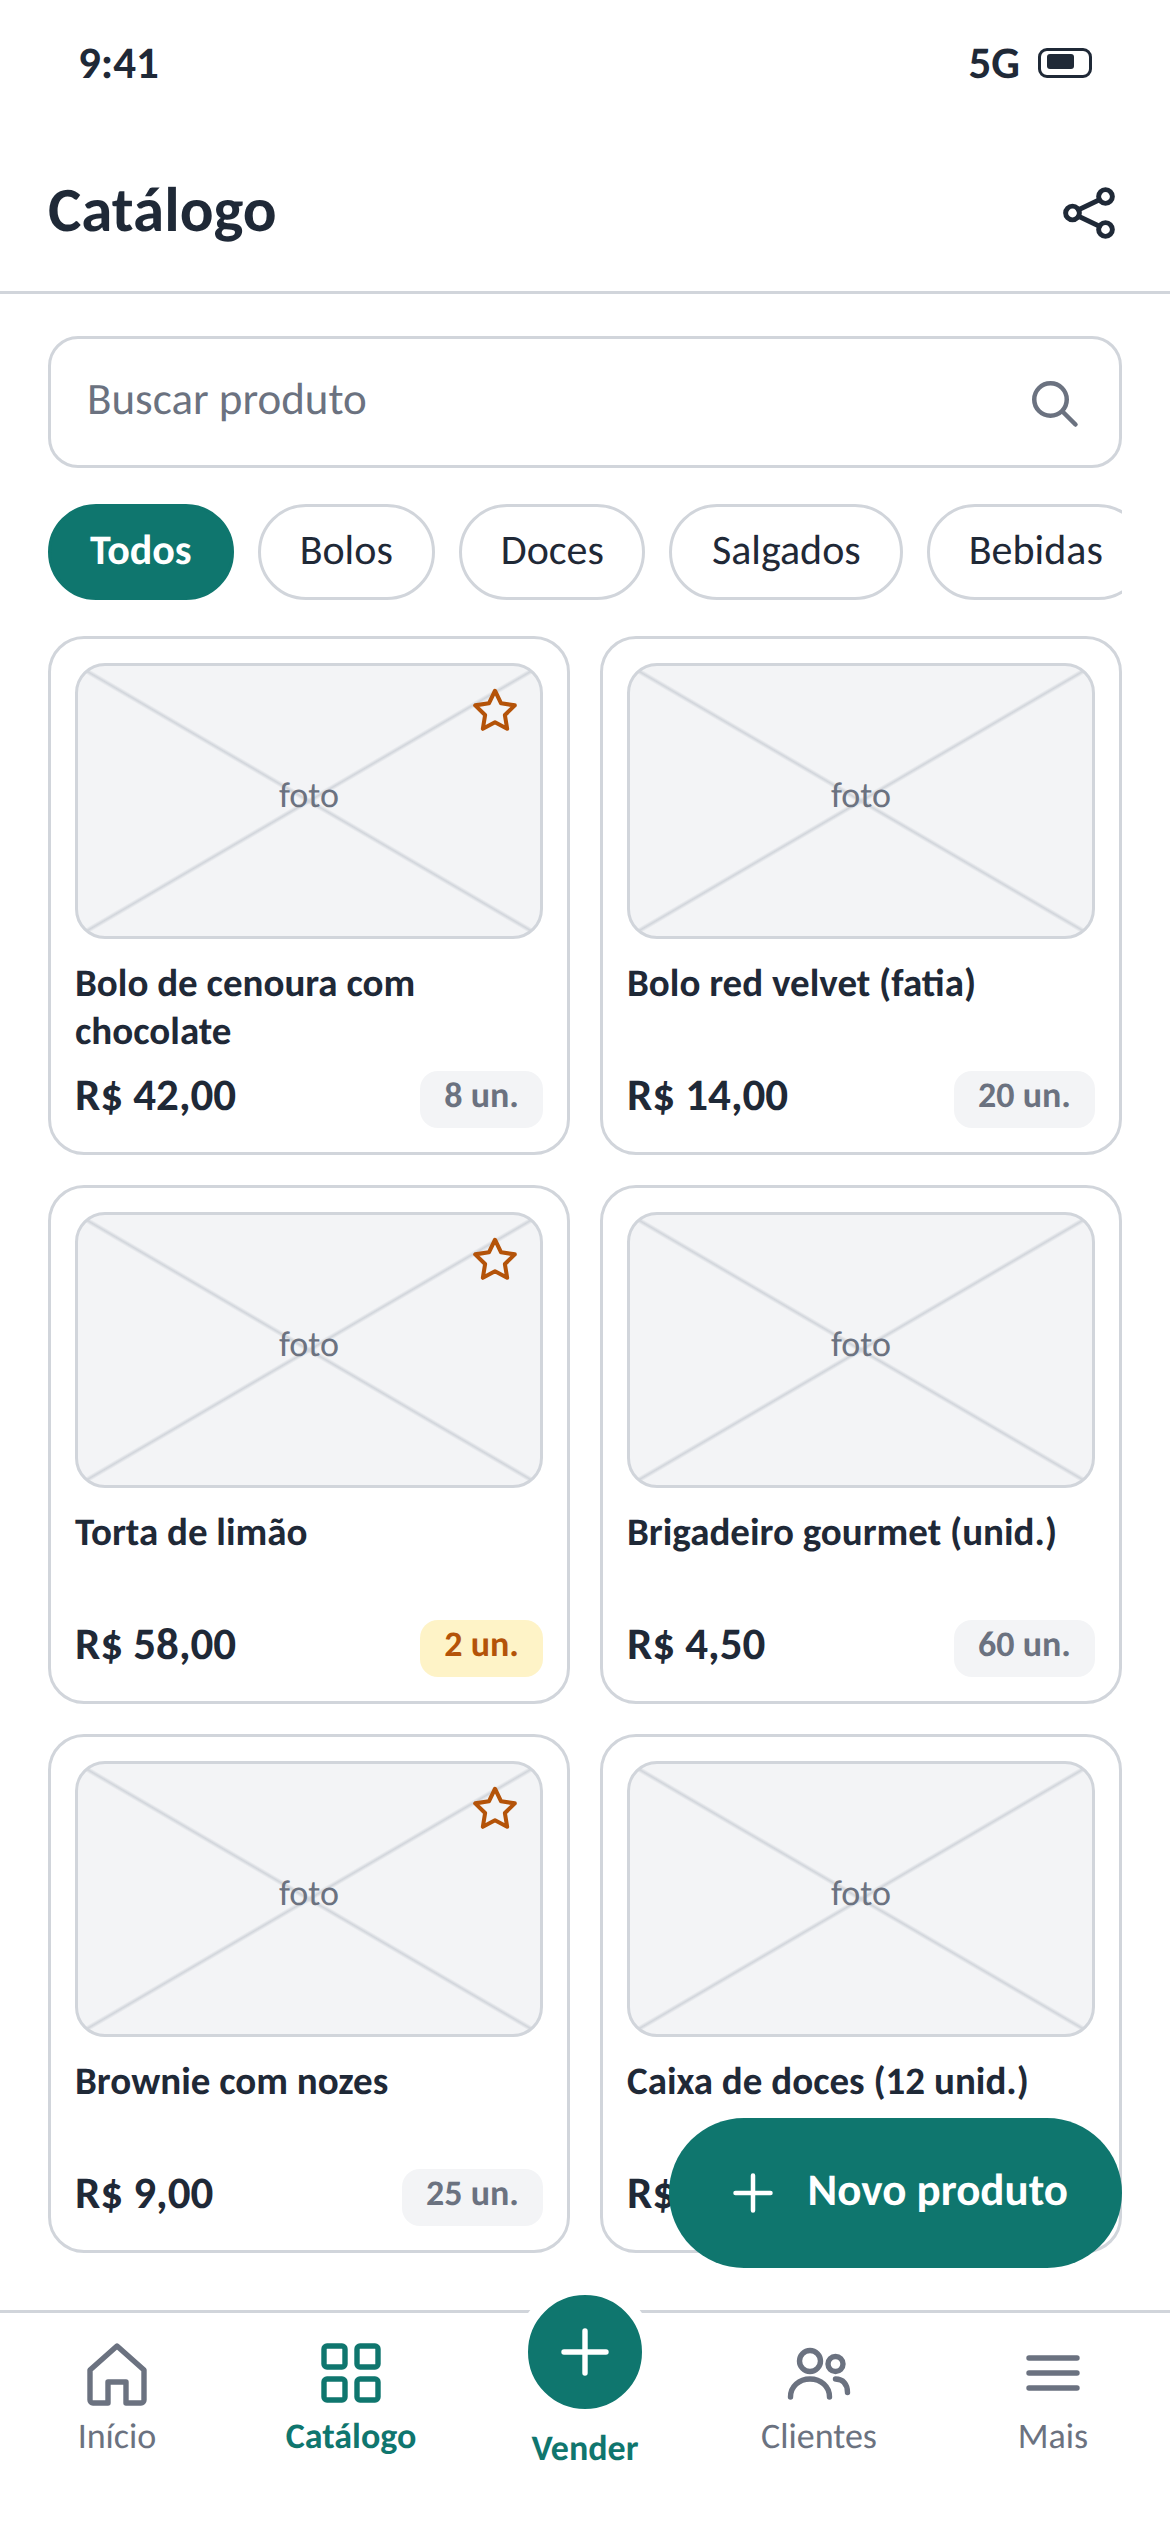 9:41 5G
Catálogo
Buscar produto
Todos Bolos Doces Salgados Bebidas
foto
Bolo de cenoura com
chocolate
R$ 42,00 8 un.
foto
Bolo red velvet (fatia)
R$ 14,00 20 un.
foto
Torta de limão
R$ 58,00 2 un.
foto
Brigadeiro gourmet (unid.)
R$ 4,50 60 un.
foto
Brownie com nozes
R$ 9,00 25 un.
foto
Caixa de doces (12 unid.)
R$
Novo produto
Início Catálogo Vender Clientes Mais